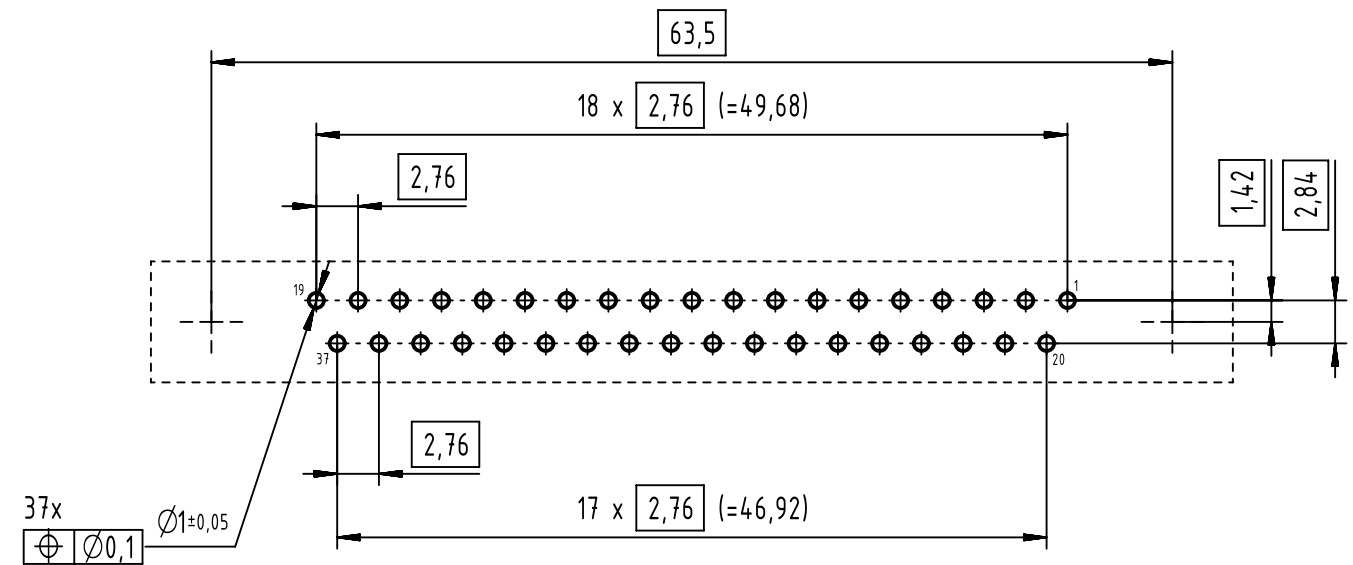 63,5
18 x 2,76 (=49,68)
2,76
1,42
2,84
19
1
37
20
2,76
37x
Ø1±0,05
⌖ Ø0,1
17 x 2,76 (=46,92)